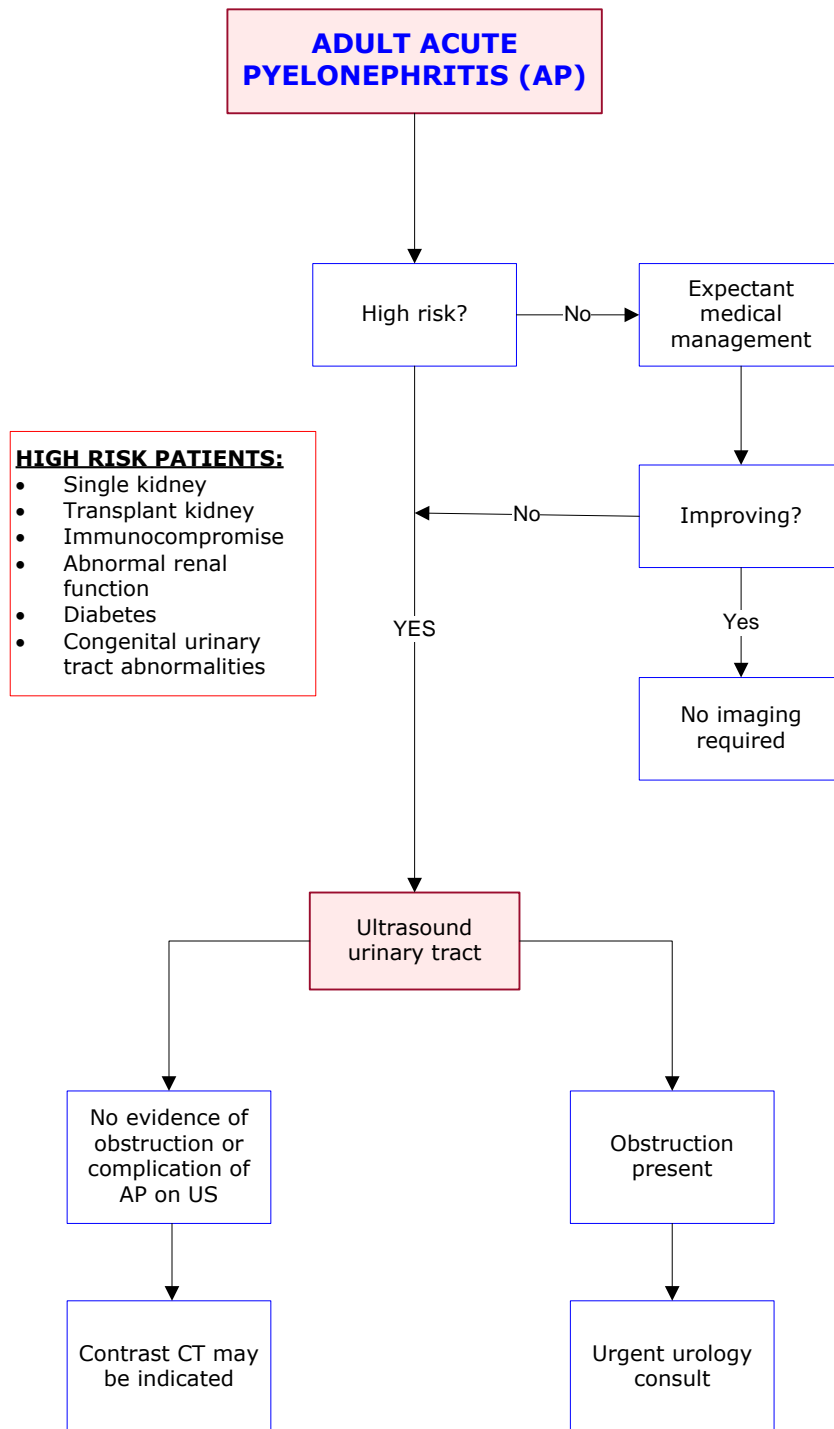 ADULT ACUTE
PYELONEPHRITIS (AP)
High risk?
No
Expectant
medical
management
HIGH RISK PATIENTS:
• Single kidney
• Transplant kidney
• Immunocompromise
• Abnormal renal
function
• Diabetes
• Congenital urinary
tract abnormalities
No
Improving?
YES
Yes
No imaging
required
Ultrasound
urinary tract
No evidence of
obstruction or
complication of
AP on US
Obstruction
present
Contrast CT may
be indicated
Urgent urology
consult